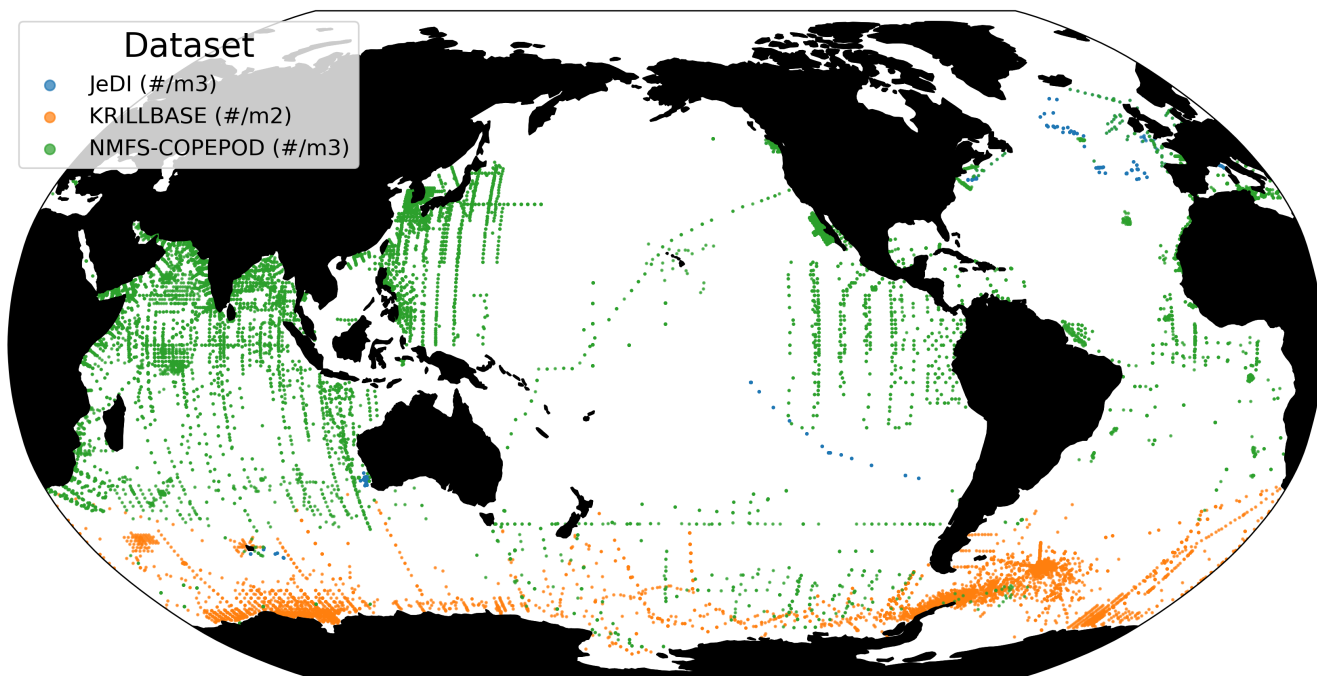 Dataset
JeDI (#/m3)
KRILLBASE (#/m2)
NMFS-COPEPOD (#/m3)